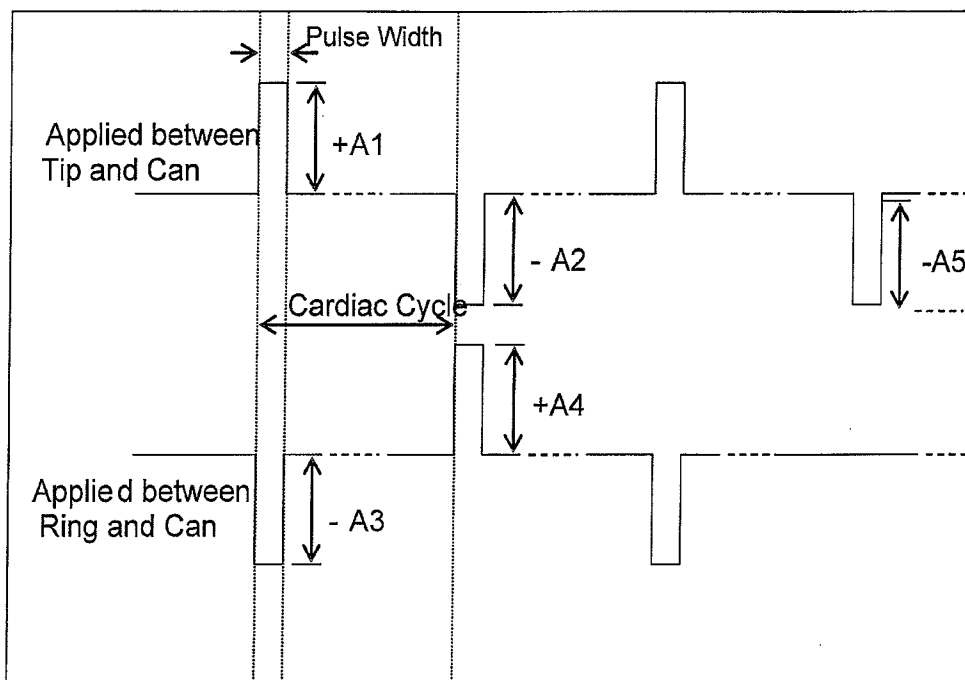 Pulse Width
Applied between
Tip and Can
+A1
- A2
-A5
Cardiac Cycle
+A4
Applied between
Ring and Can
- A3